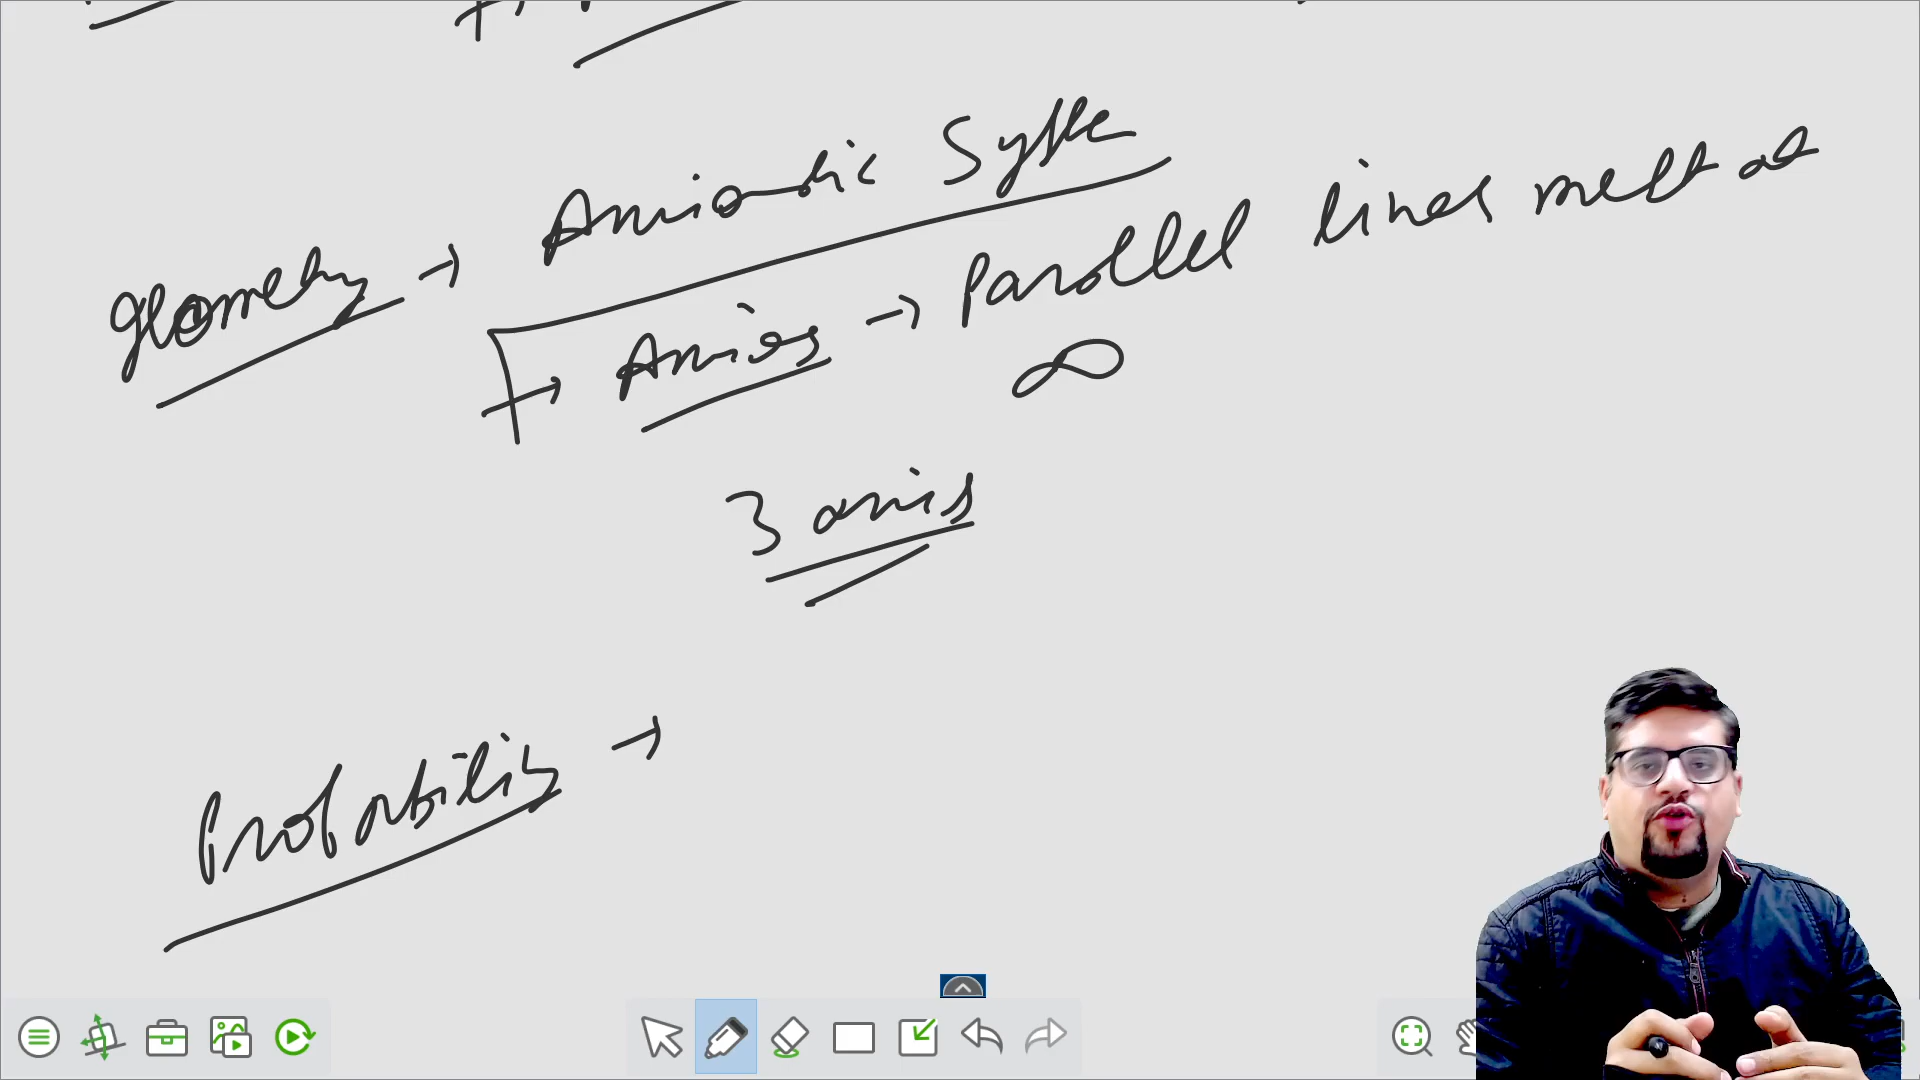 Geometry → Axiomatic System
→ Axioms → Parallel lines meet at
∞
3 axis
Probability →